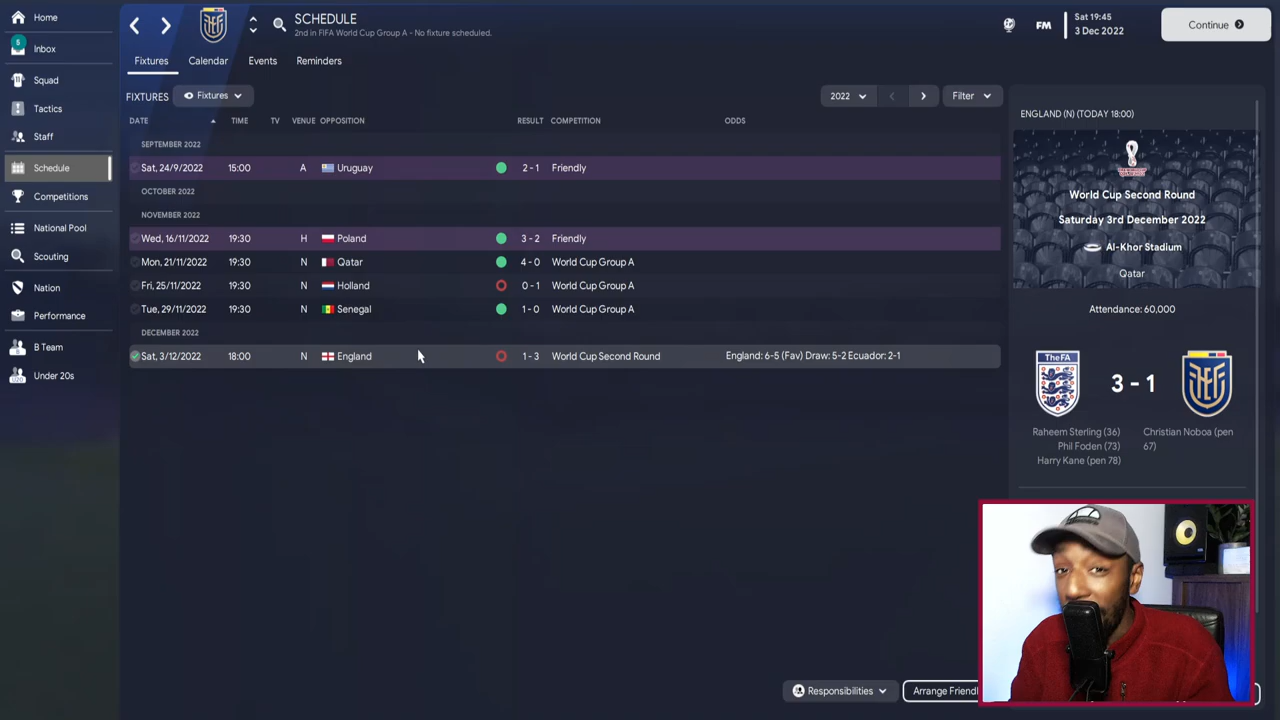 Home
5
Inbox
Squad
Tactics
Staff
Schedule
Competitions
National Pool
Scouting
Nation
Performance
B Team
Under 20s
SCHEDULE
2nd in FIFA World Cup Group A - No fixture scheduled.
FM
Sat 19:45
3 Dec 2022
Continue
Fixtures Calendar Events Reminders
FIXTURES Fixtures 2022 Filter
DATE TIME TV VENUE OPPOSITION RESULT COMPETITION ODDS
SEPTEMBER 2022
Sat, 24/9/2022 15:00 A Uruguay 2 - 1 Friendly
OCTOBER 2022
NOVEMBER 2022
Wed, 16/11/2022 19:30 H Poland 3 - 2 Friendly
Mon, 21/11/2022 19:30 N Qatar 4 - 0 World Cup Group A
Fri, 25/11/2022 19:30 N Holland 0 - 1 World Cup Group A
Tue, 29/11/2022 19:30 N Senegal 1 - 0 World Cup Group A
DECEMBER 2022
Sat, 3/12/2022 18:00 N England 1 - 3 World Cup Second Round England: 6-5 (Fav) Draw: 5-2 Ecuador: 2-1
ENGLAND (N) (TODAY 18:00)
World Cup Second Round
Saturday 3rd December 2022
Al-Khor Stadium
Qatar
Attendance: 60,000
The FA
3 - 1
Raheem Sterling (36)
Phil Foden (73)
Harry Kane (pen 78)
Christian Noboa (pen
67)
Responsibilities
Arrange Friendl